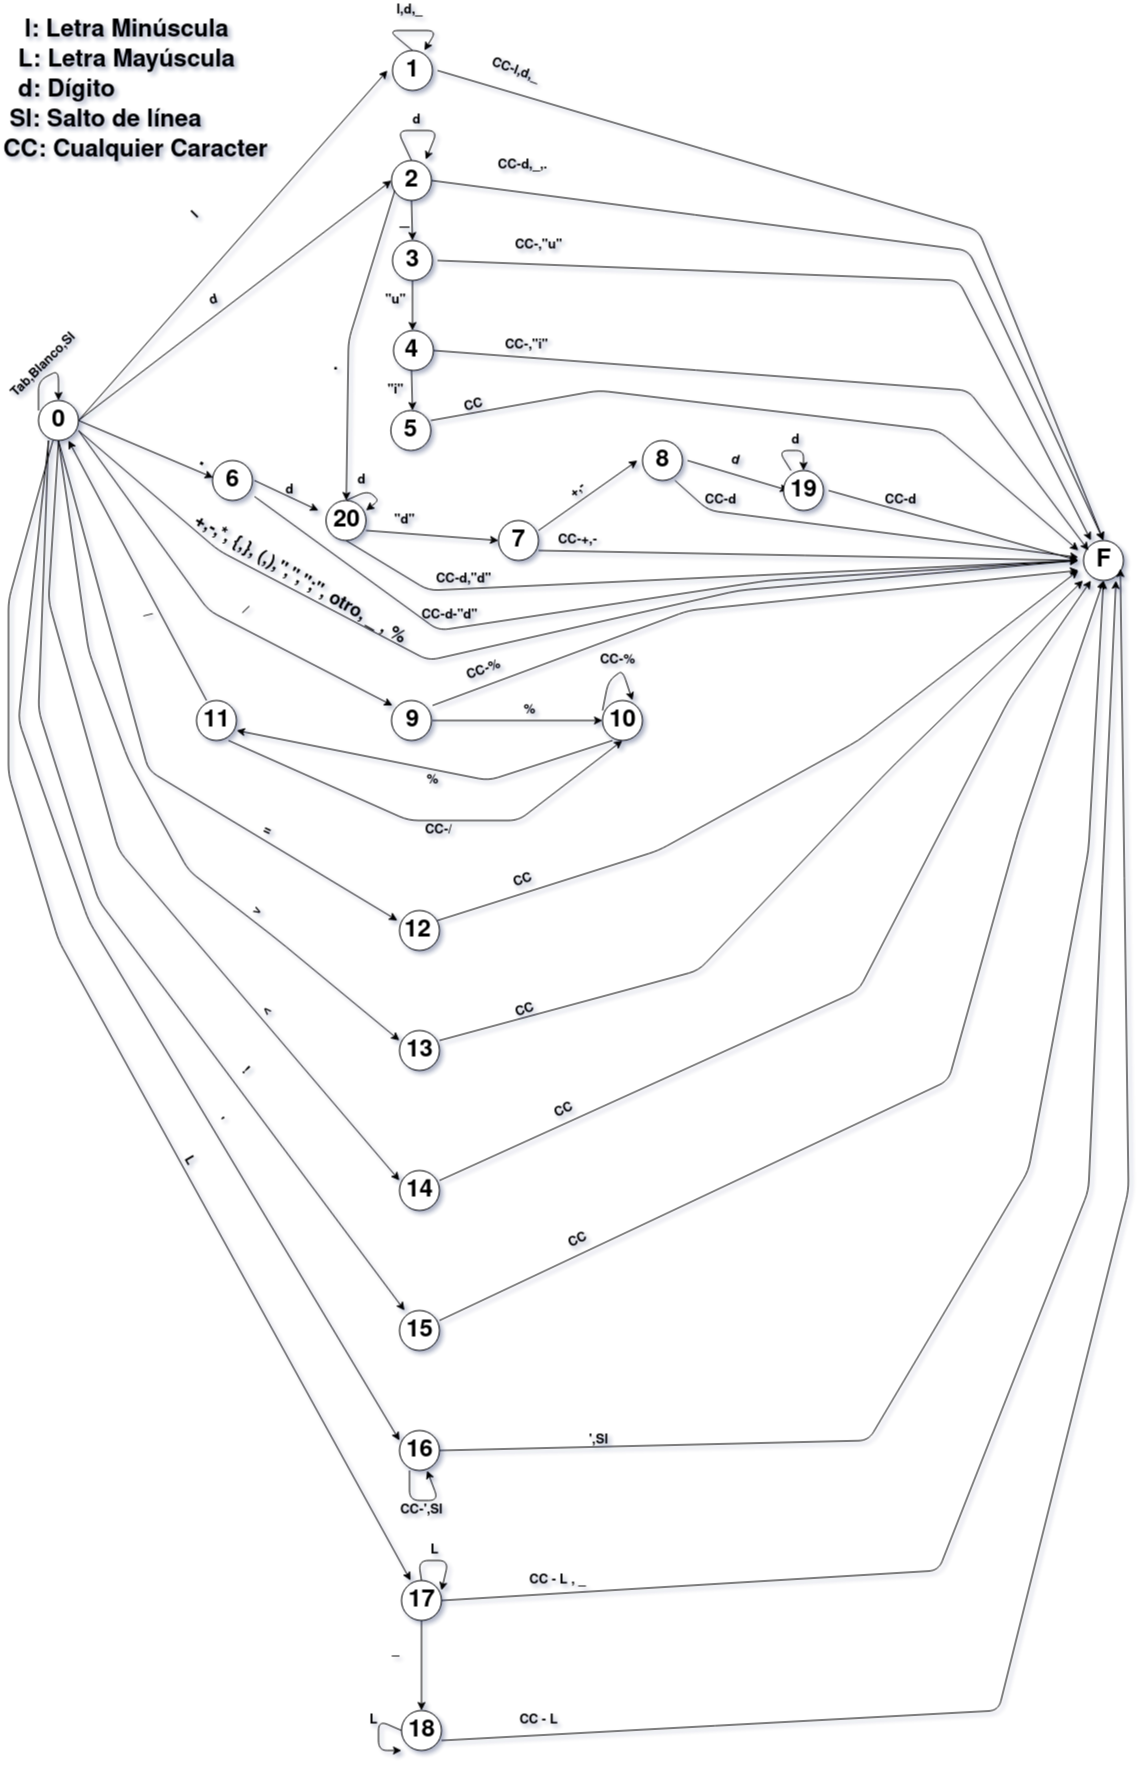 l: Letra Minúscula
L: Letra Mayúscula
d: Dígito
Sl: Salto de línea
CC: Cualquier Caracter
l,d,_
1
CC-l,d,_
l
d
2
CC-d,_,.
d
_
3
CC-,"u"
"u"
Tab,Blanco,Sl
4
CC-,"i"
.
"i"
0
5
CC
.
6
d
d
20
"d"
8
d
d
19
CC-d
CC-d
+,-
7
CC-+,-
F
+,-,*, {,}, (,), ",", ";", otro, _ , %
CC-d,"d"
CC-d-"d"
_
/
CC-%
CC-%
11
9
%
10
%
CC-/
=
CC
12
>
CC
13
<
CC
14
!
CC
15
'
L
16
',Sl
CC-',Sl
L
17
CC - L , _
_
L
18
CC - L